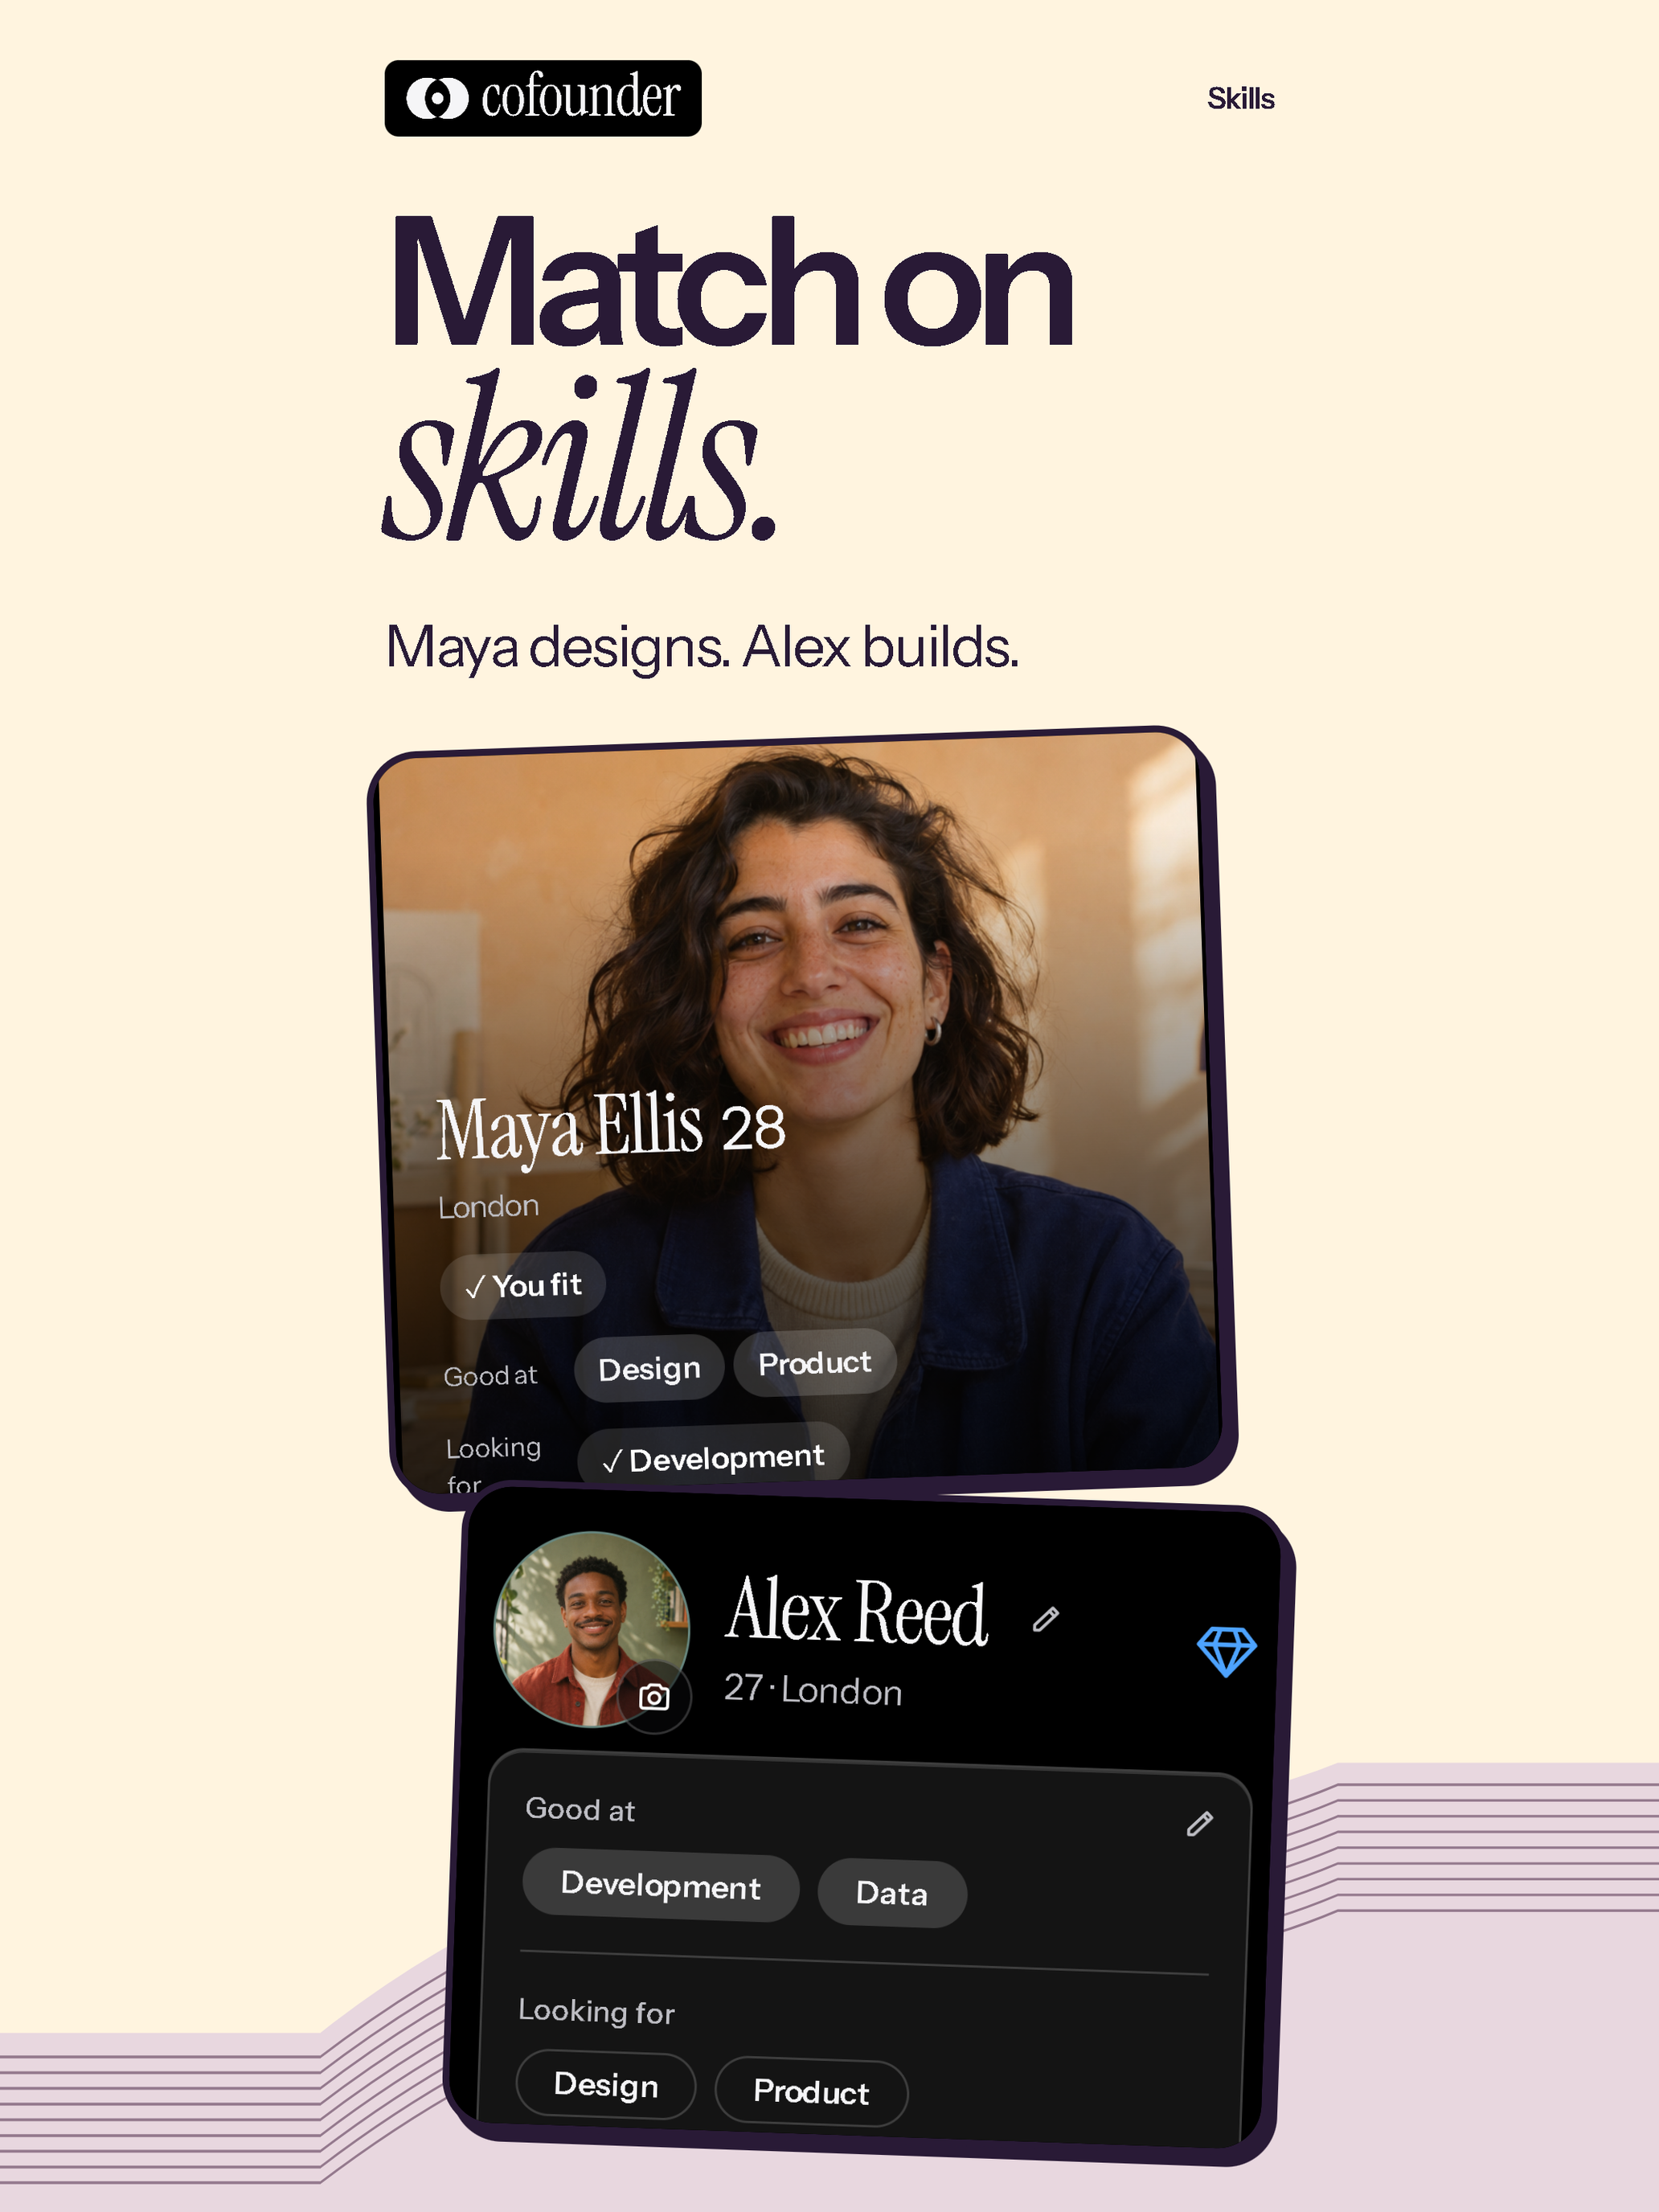 cofounder
Skills
Match on
skills.
Maya designs. Alex builds.
Maya Ellis 28
London
✓ You fit
Good at Design Product
Looking for ✓ Development
Alex Reed
27 · London
Good at
Development Data
Looking for
Design Product